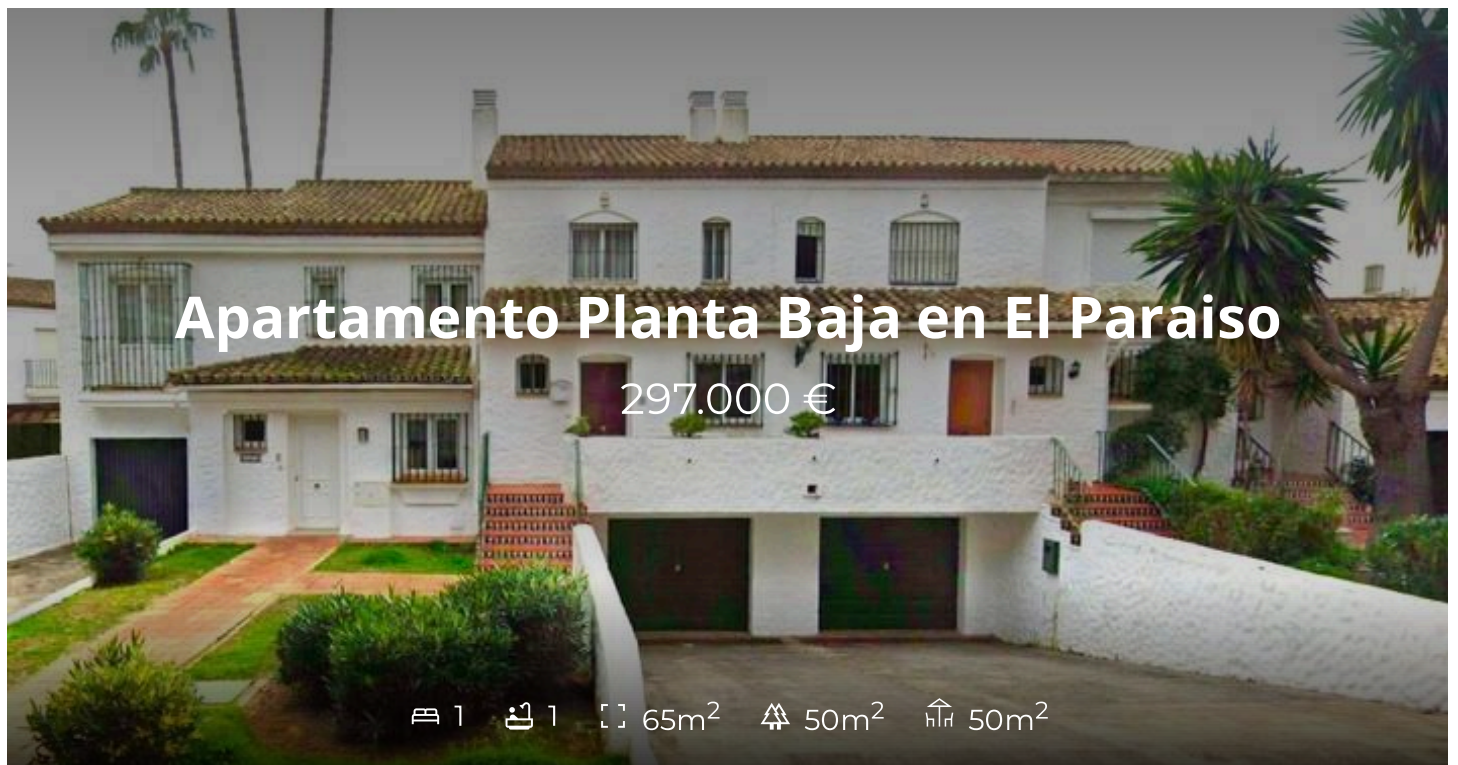 Apartamento Planta Baja en El Paraiso
297.000 €
1 1 65m² 50m² 50m²